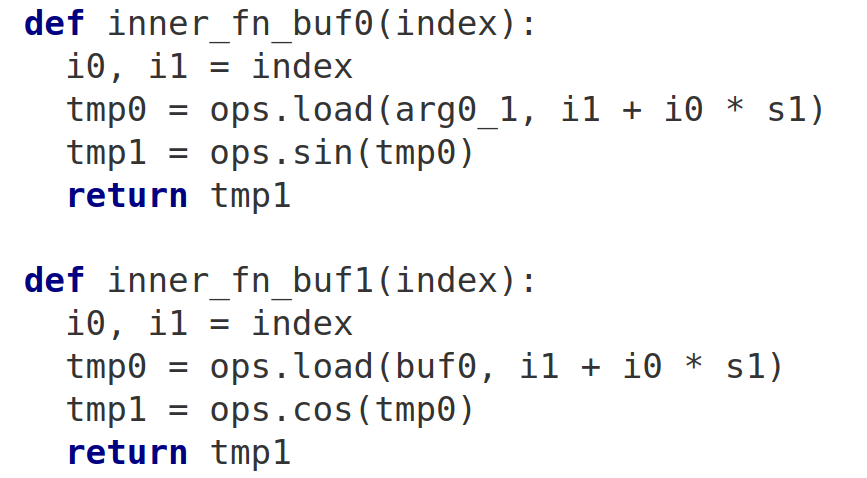 def inner_fn_buf0(index):
  i0, i1 = index
  tmp0 = ops.load(arg0_1, i1 + i0 * s1)
  tmp1 = ops.sin(tmp0)
  return tmp1

def inner_fn_buf1(index):
  i0, i1 = index
  tmp0 = ops.load(buf0, i1 + i0 * s1)
  tmp1 = ops.cos(tmp0)
  return tmp1